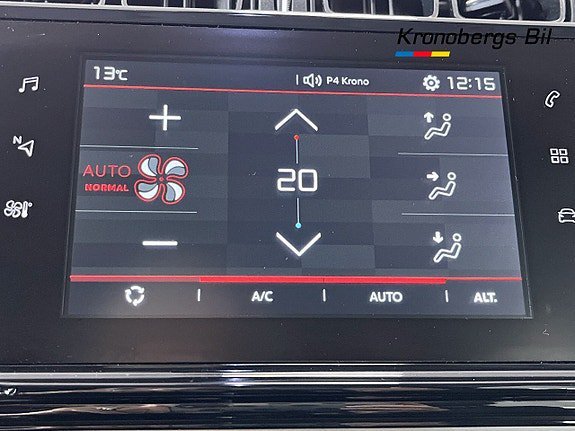 Kronobergs Bil
13°C
P4 Krono
12:15
N
AUTO
NORMAL
20
A/C
AUTO
ALT.